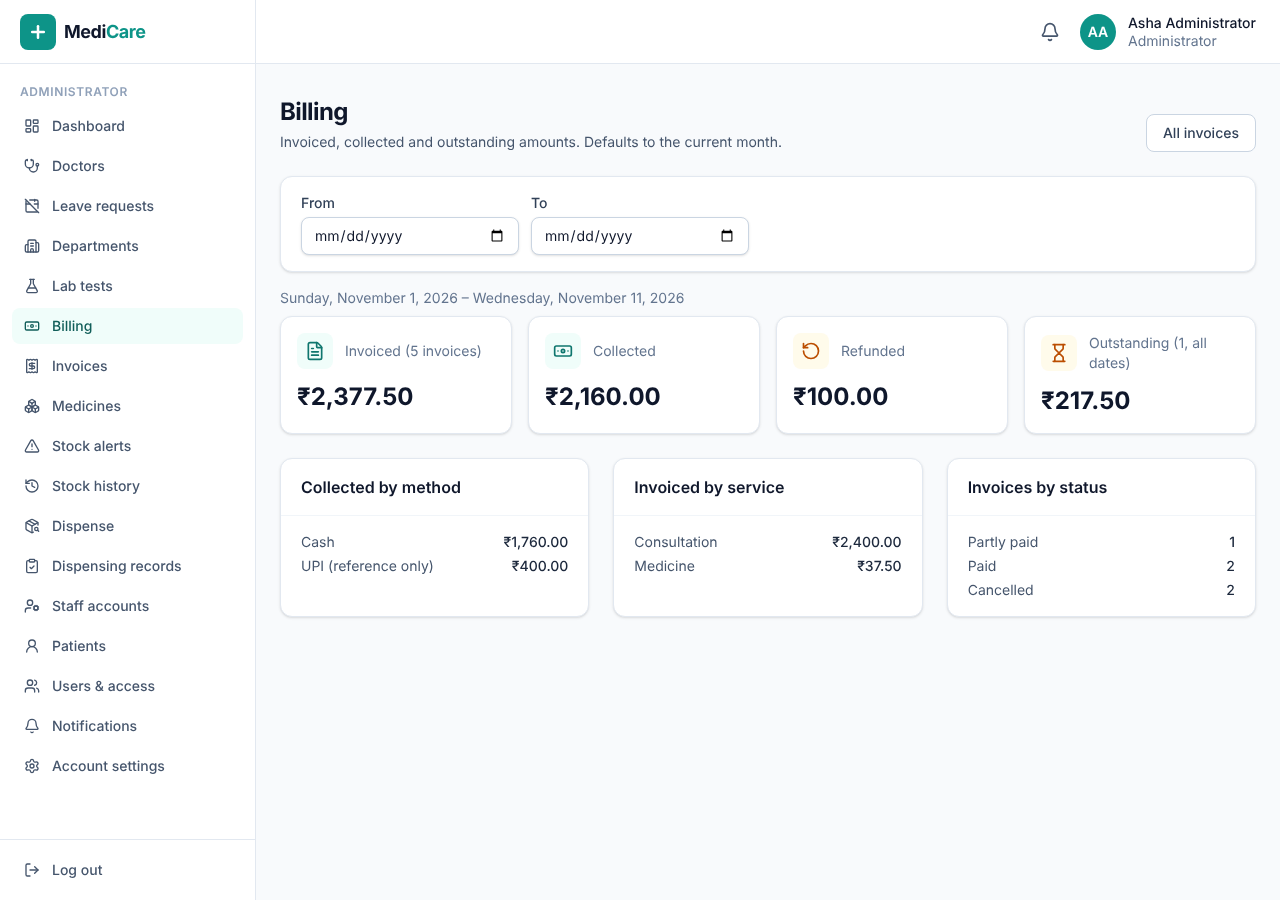 MediCare
Asha Administrator
AA
Administrator
ADMINISTRATOR
Dashboard
Doctors
Leave requests
Departments
Lab tests
Billing
Invoices
Medicines
Stock alerts
Stock history
Dispense
Dispensing records
Staff accounts
Patients
Users & access
Notifications
Account settings
Log out
Billing
Invoiced, collected and outstanding amounts. Defaults to the current month.
All invoices
From To
mm/dd/yyyy mm/dd/yyyy
Sunday, November 1, 2026 – Wednesday, November 11, 2026
Invoiced (5 invoices)
₹2,377.50
Collected
₹2,160.00
Refunded
₹100.00
Outstanding (1, all
dates)
₹217.50
Collected by method
Cash ₹1,760.00
UPI (reference only) ₹400.00
Invoiced by service
Consultation ₹2,400.00
Medicine ₹37.50
Invoices by status
Partly paid 1
Paid 2
Cancelled 2